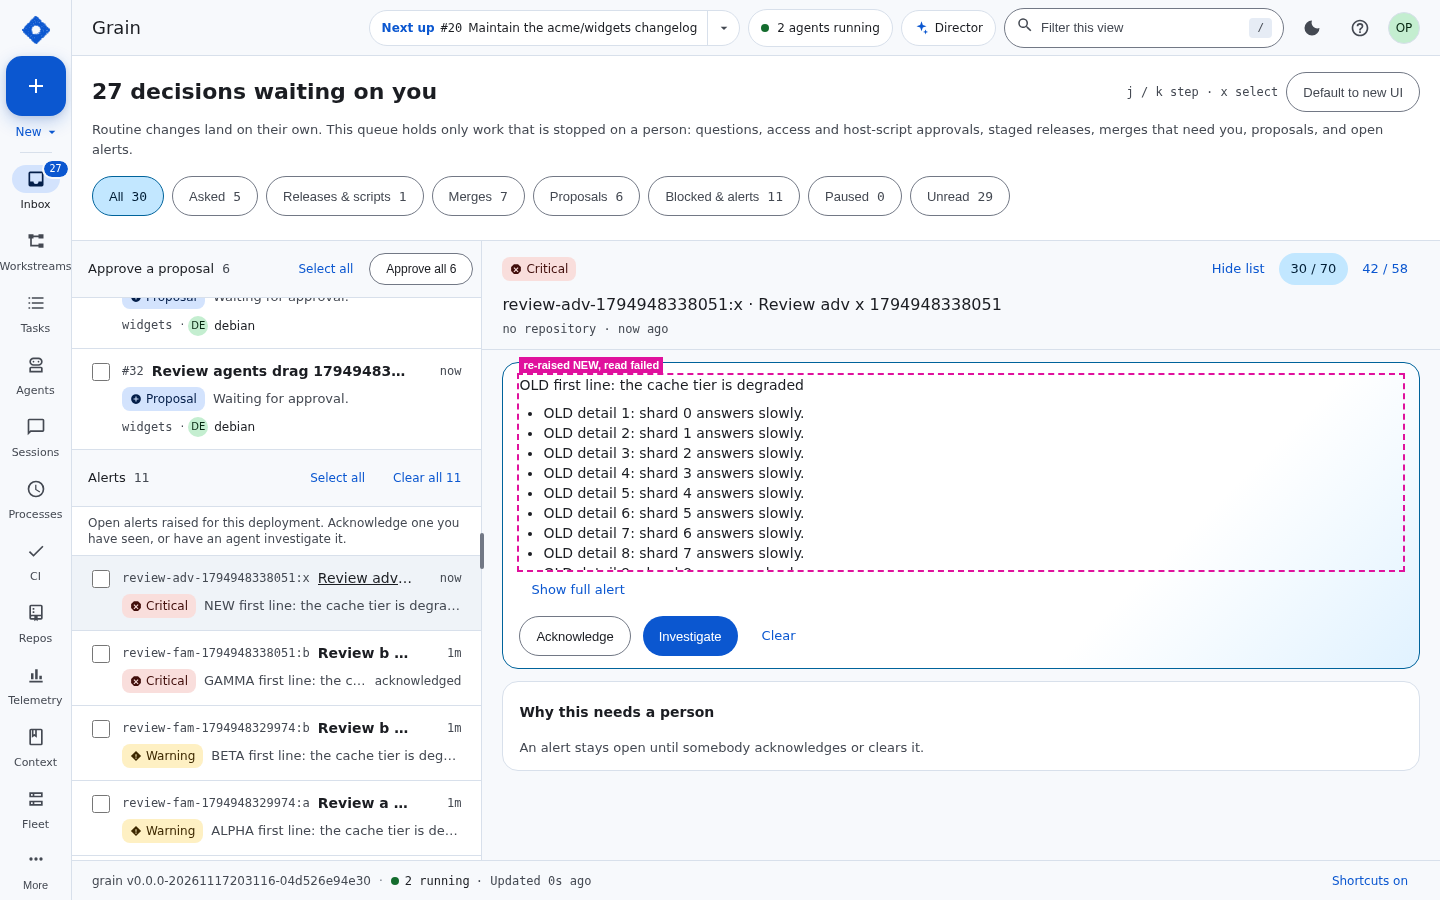 Grain
Next up #20 Maintain the acme/widgets changelog
2 agents running
Director
Filter this view
/
OP
New
27
Inbox
Workstreams
Tasks
Agents
Sessions
Processes
CI
Repos
Telemetry
Context
Fleet
More
27 decisions waiting on you
j / k step · x select
Default to new UI
Routine changes land on their own. This queue holds only work that is stopped on a person: questions, access and host-script approvals, staged releases, merges that need you, proposals, and open
alerts.
All 30
Asked 5
Releases & scripts 1
Merges 7
Proposals 6
Blocked & alerts 11
Paused 0
Unread 29
Approve a proposal 6
Select all
Approve all 6
Proposal Waiting for approval.
widgets · DE debian
#32 Review agents drag 17949483… now
Proposal Waiting for approval.
widgets · DE debian
Alerts 11
Select all
Clear all 11
Open alerts raised for this deployment. Acknowledge one you
have seen, or have an agent investigate it.
review-adv-1794948338051:x Review adv… now
Critical NEW first line: the cache tier is degra…
review-fam-1794948338051:b Review b … 1m
Critical GAMMA first line: the c… acknowledged
review-fam-1794948329974:b Review b … 1m
Warning BETA first line: the cache tier is deg…
review-fam-1794948329974:a Review a … 1m
Warning ALPHA first line: the cache tier is de…
Critical
Hide list
30 / 70
42 / 58
review-adv-1794948338051:x · Review adv x 1794948338051
no repository · now ago
re-raised NEW, read failed
OLD first line: the cache tier is degraded
• OLD detail 1: shard 0 answers slowly.
• OLD detail 2: shard 1 answers slowly.
• OLD detail 3: shard 2 answers slowly.
• OLD detail 4: shard 3 answers slowly.
• OLD detail 5: shard 4 answers slowly.
• OLD detail 6: shard 5 answers slowly.
• OLD detail 7: shard 6 answers slowly.
• OLD detail 8: shard 7 answers slowly.
Show full alert
Acknowledge
Investigate
Clear
Why this needs a person
An alert stays open until somebody acknowledges or clears it.
grain v0.0.0-20261117203116-04d526e94e30 · 2 running · Updated 0s ago
Shortcuts on